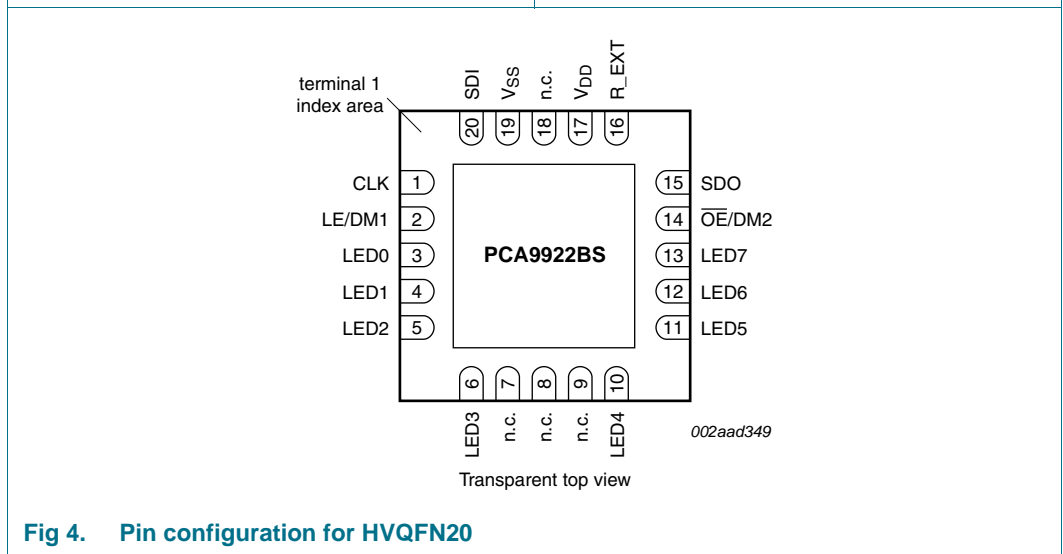 SDI
VSS
n.c.
VDD
R_EXT
terminal 1
index area
20
19
18
17
16
CLK 1
15 SDO
LE/DM1 2
14 OE/DM2
LED0 3
PCA9922BS
13 LED7
LED1 4
12 LED6
LED2 5
11 LED5
6
7
8
9
10
LED3
n.c.
n.c.
n.c.
LED4
002aad349
Transparent top view
Fig 4. Pin configuration for HVQFN20